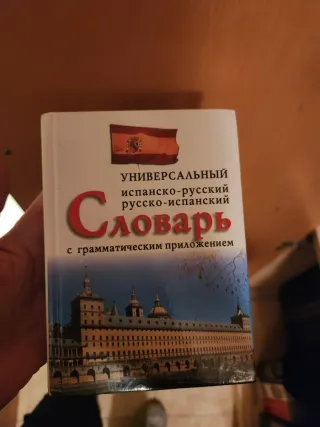 УНИВЕРСАЛЬНЫЙ
испанско-русский
русско-испанский
Словарь
с грамматическим приложением